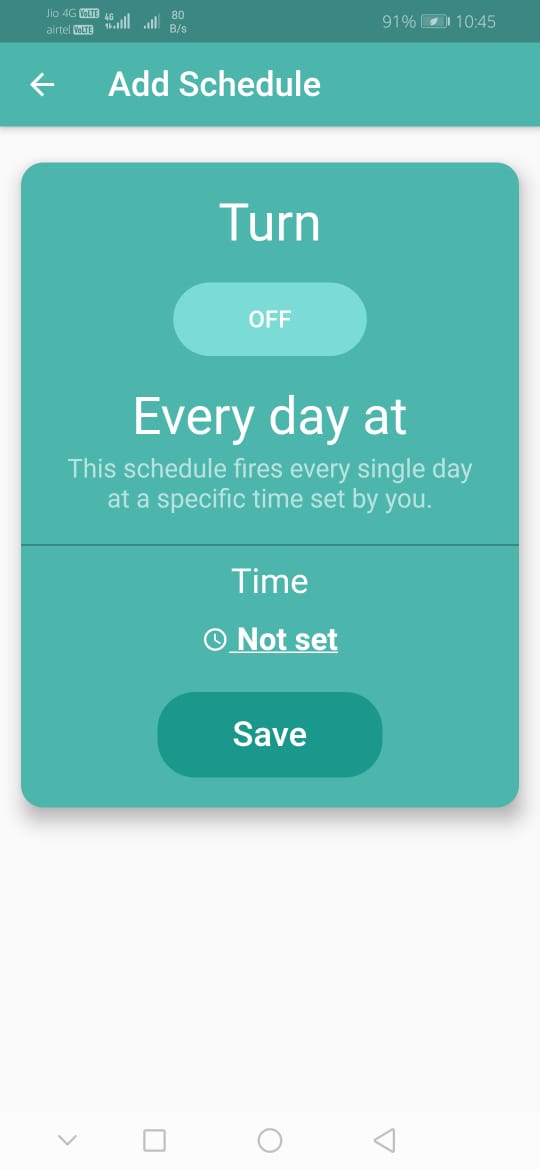 Jio 4G VoLTE 4G 80 91% 10:45
airtel VoLTE B/s
Add Schedule
Turn
OFF
Every day at
This schedule fires every single day
at a specific time set by you.
Time
Not set
Save